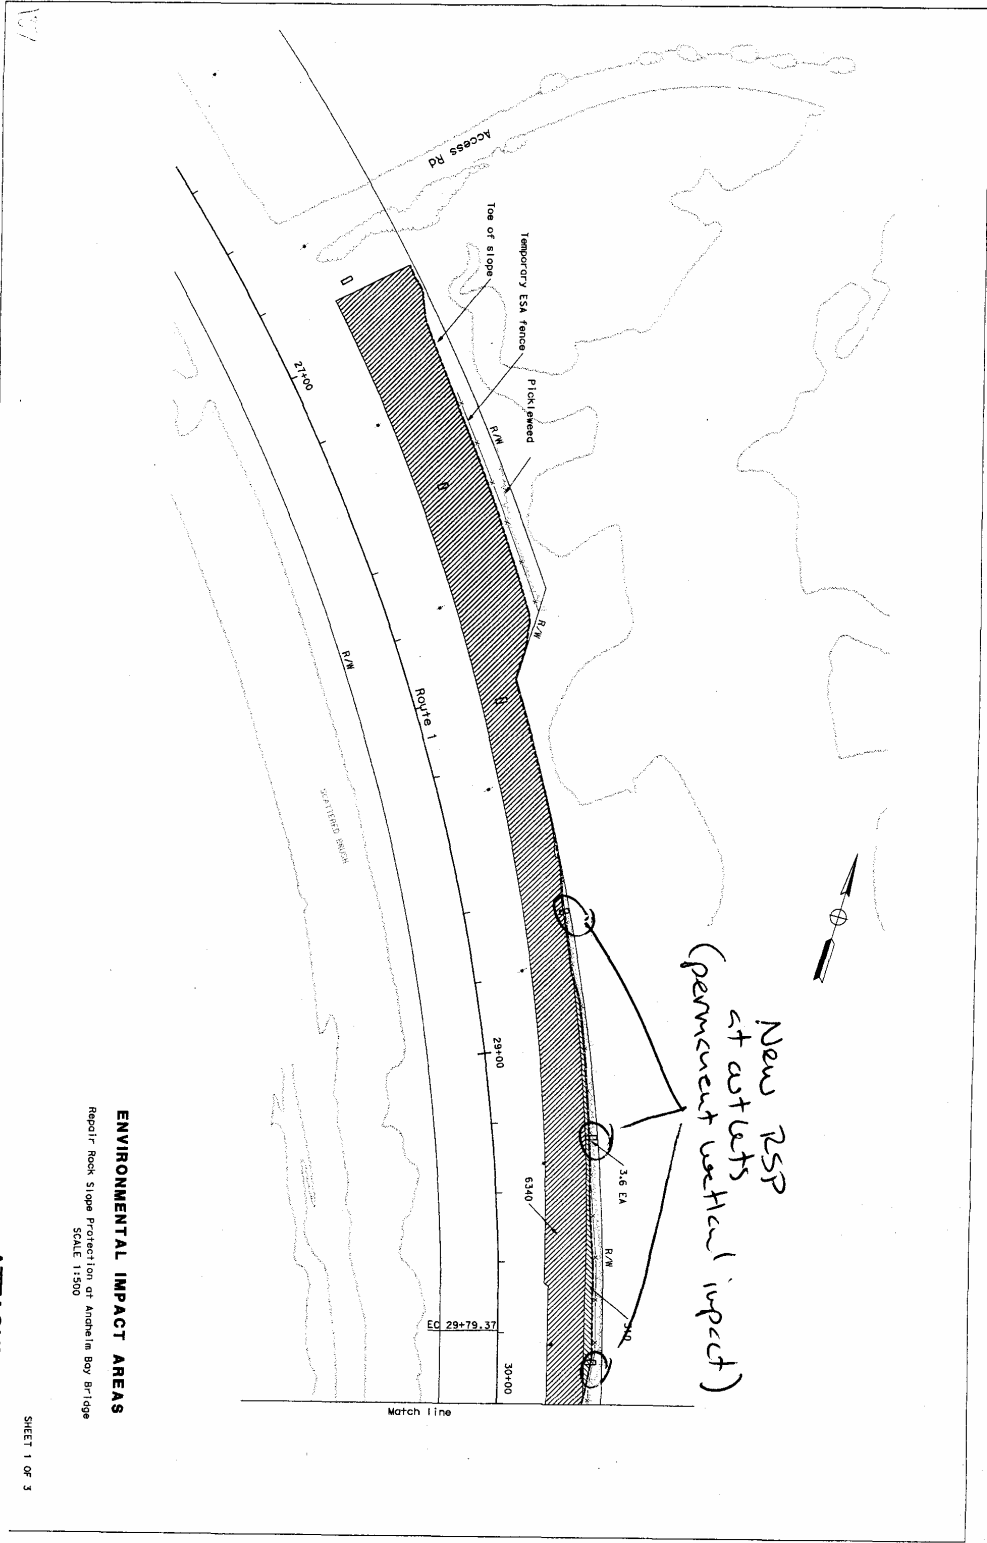 Access Rd
Toe of slope
Temporary ESA fence
Pickleweed
R/W
R/W
27+00
R/W
Route 1
SCATTERED BRUSH
New RSP
at outlets
(permanent wetland impact)
29+00
3.6 EA
6340
R/W
310
EC 29+79.37
30+00
Match line
ENVIRONMENTAL IMPACT AREAS
Repair Rock Slope Protection at Anaheim Bay Bridge
SCALE 1:500
SHEET 1 OF 3